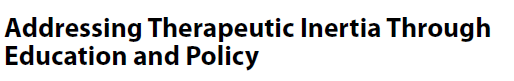 Addressing Therapeutic Inertia Through
Education and Policy